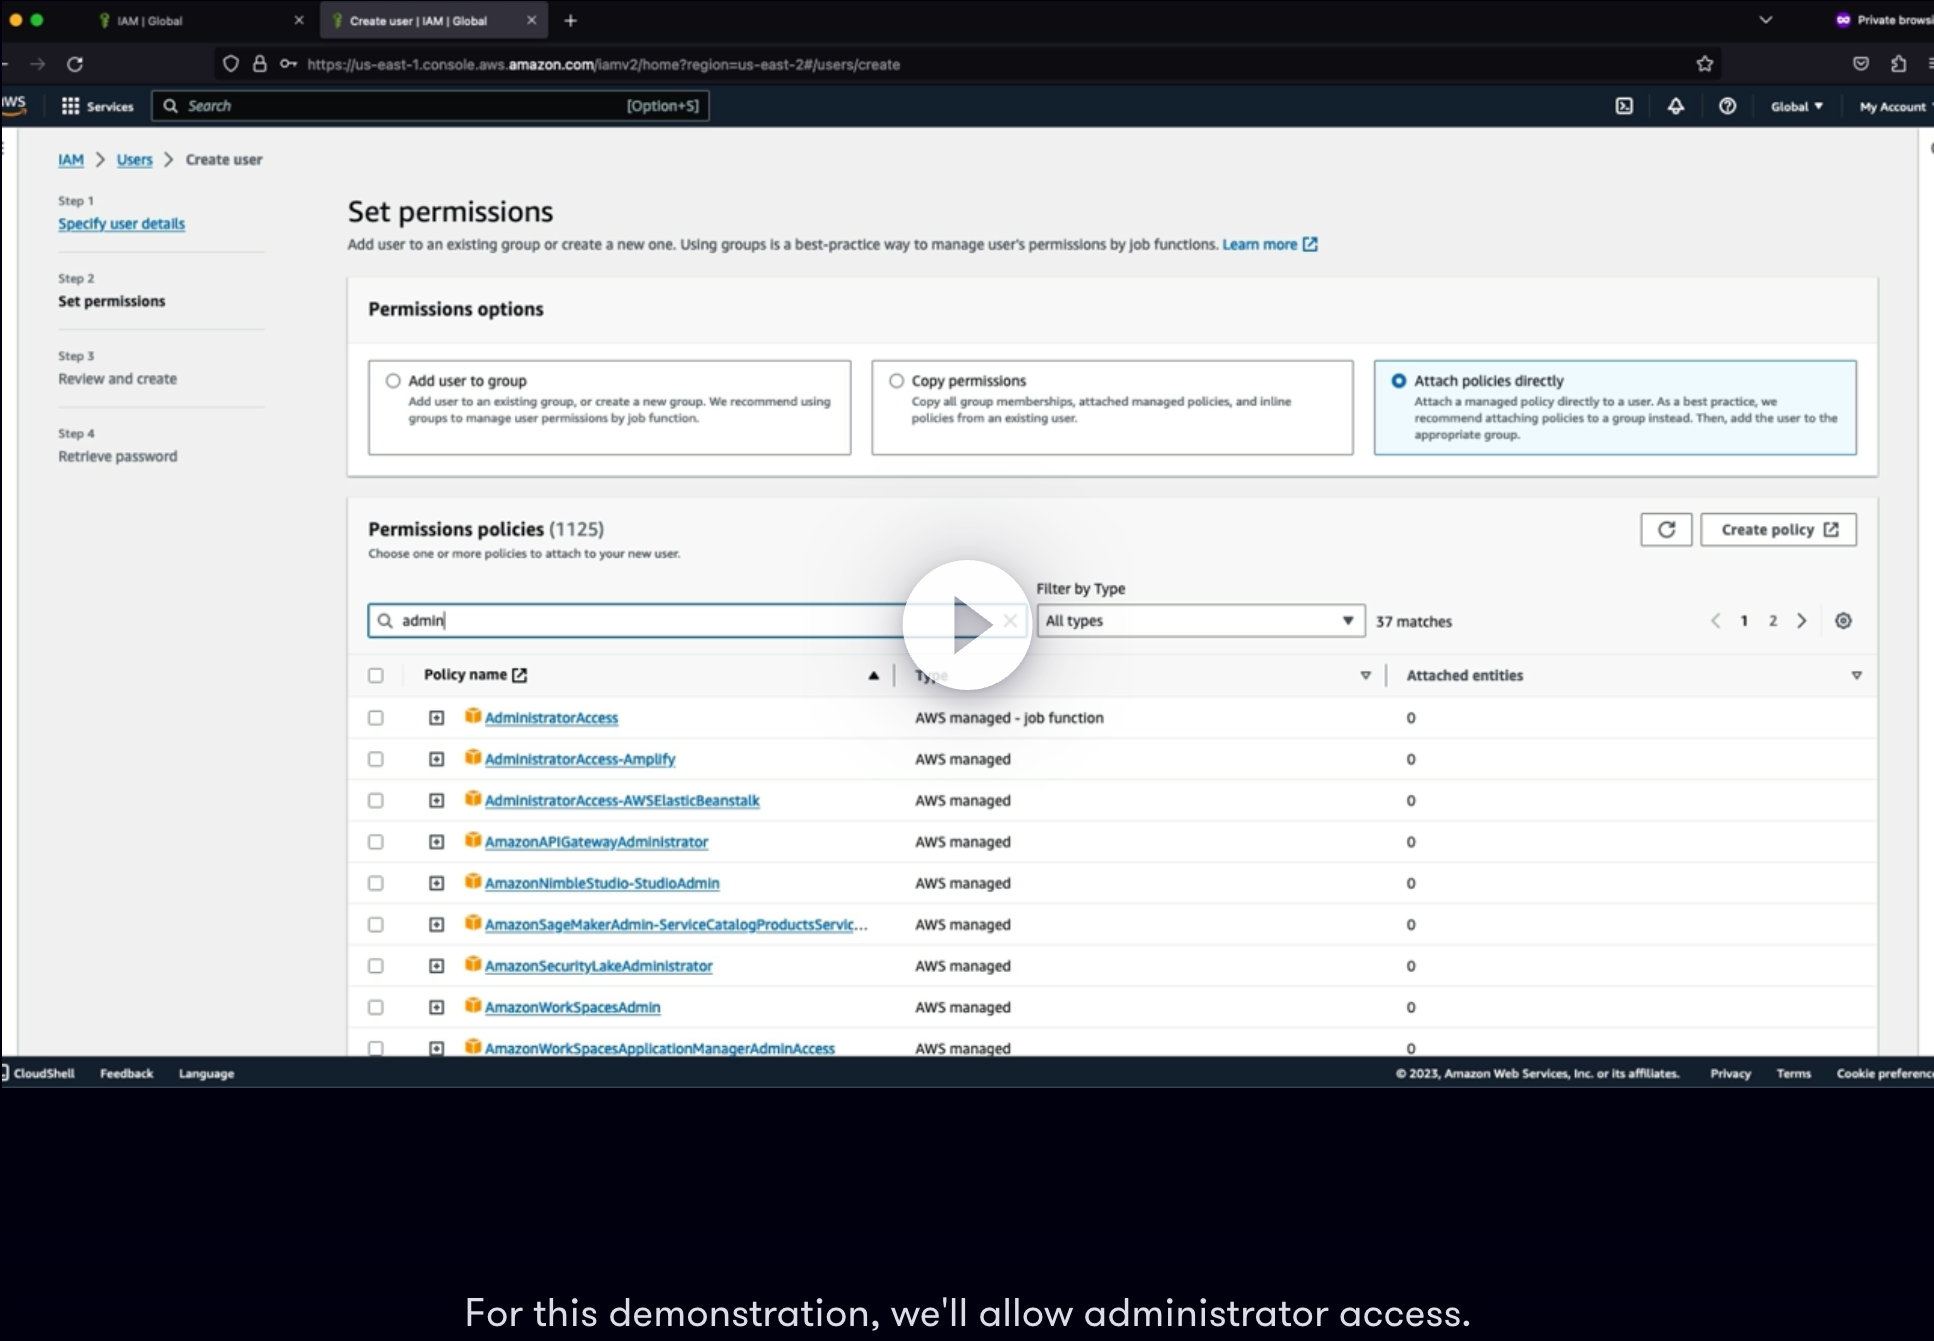 IAM | Global
Create user | IAM | Global
Private browsi
https://us-east-1.console.aws.amazon.com/iamv2/home?region=us-east-2#/users/create
Services
Search
[Option+S]
Global
My Account
IAM > Users > Create user
Step 1
Specify user details
Step 2
Set permissions
Step 3
Review and create
Step 4
Retrieve password
Set permissions
Add user to an existing group or create a new one. Using groups is a best-practice way to manage user's permissions by job functions. Learn more
Permissions options
Add user to group
Add user to an existing group, or create a new group. We recommend using
groups to manage user permissions by job function.
Copy permissions
Copy all group memberships, attached managed policies, and inline
policies from an existing user.
Attach policies directly
Attach a managed policy directly to a user. As a best practice, we
recommend attaching policies to a group instead. Then, add the user to the
appropriate group.
Permissions policies (1125)
Choose one or more policies to attach to your new user.
Create policy
Filter by Type
admin
All types
37 matches
1 2
Policy name
Type
Attached entities
AdministratorAccess AWS managed - job function 0
AdministratorAccess-Amplify AWS managed 0
AdministratorAccess-AWSElasticBeanstalk AWS managed 0
AmazonAPIGatewayAdministrator AWS managed 0
AmazonNimbleStudio-StudioAdmin AWS managed 0
AmazonSageMakerAdmin-ServiceCatalogProductsServic... AWS managed 0
AmazonSecurityLakeAdministrator AWS managed 0
AmazonWorkSpacesAdmin AWS managed 0
AmazonWorkSpacesApplicationManagerAdminAccess AWS managed 0
CloudShell
Feedback
Language
© 2023, Amazon Web Services, Inc. or its affiliates.
Privacy
Terms
Cookie preferenc
For this demonstration, we'll allow administrator access.